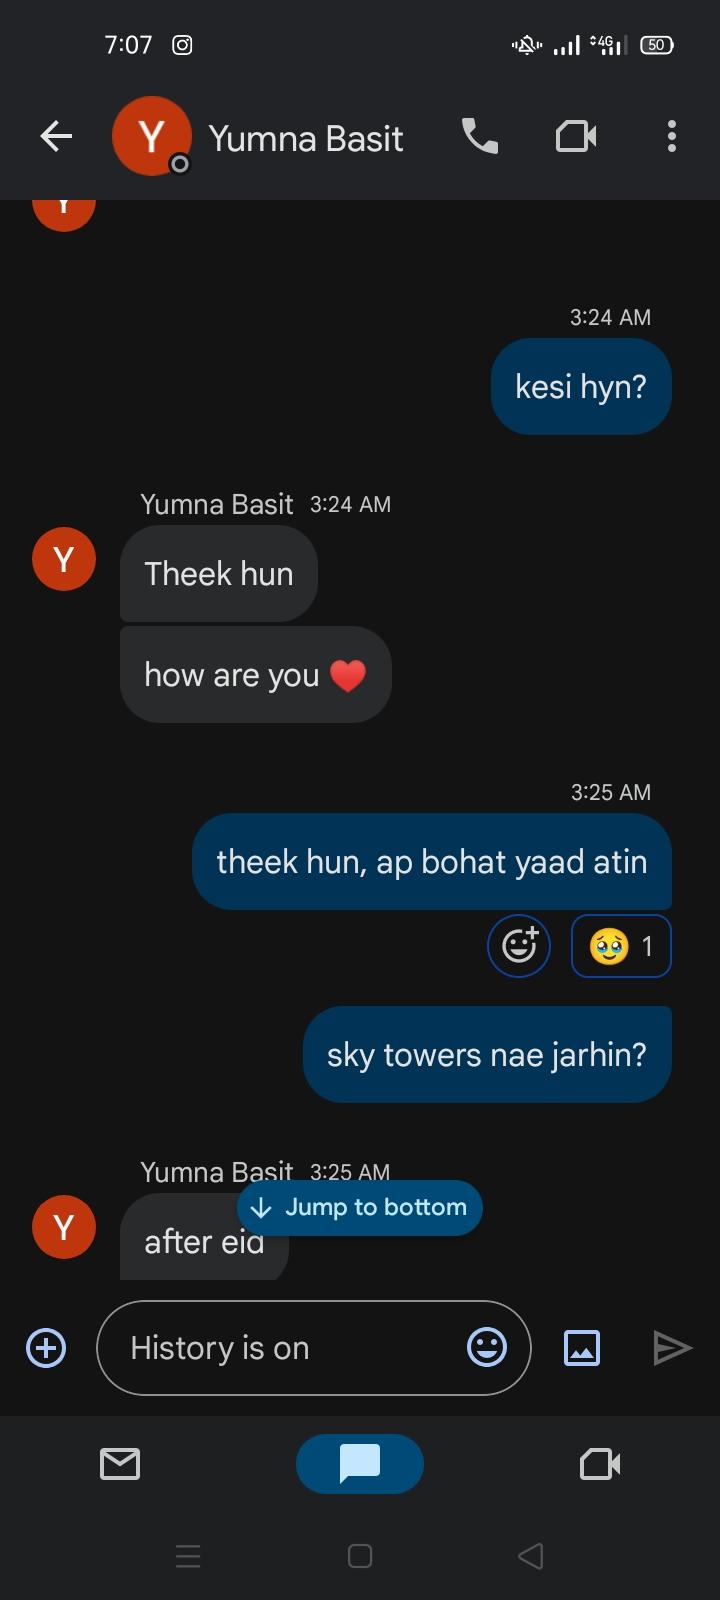 7:07
4G
50
Y
Yumna Basit
Y
3:24 AM
kesi hyn?
Yumna Basit 3:24 AM
Y
Theek hun
how are you ❤️
3:25 AM
theek hun, ap bohat yaad atin
🥹 1
sky towers nae jarhin?
Yumna Basit 3:25 AM
Jump to bottom
Y
after eid
History is on